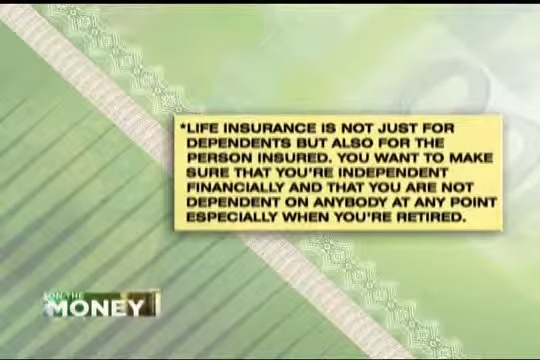 *LIFE INSURANCE IS NOT JUST FOR
DEPENDENTS BUT ALSO FOR THE
PERSON INSURED. YOU WANT TO MAKE
SURE THAT YOU'RE INDEPENDENT
FINANCIALLY AND THAT YOU ARE NOT
DEPENDENT ON ANYBODY AT ANY POINT
ESPECIALLY WHEN YOU'RE RETIRED.
ON THE
MONEY